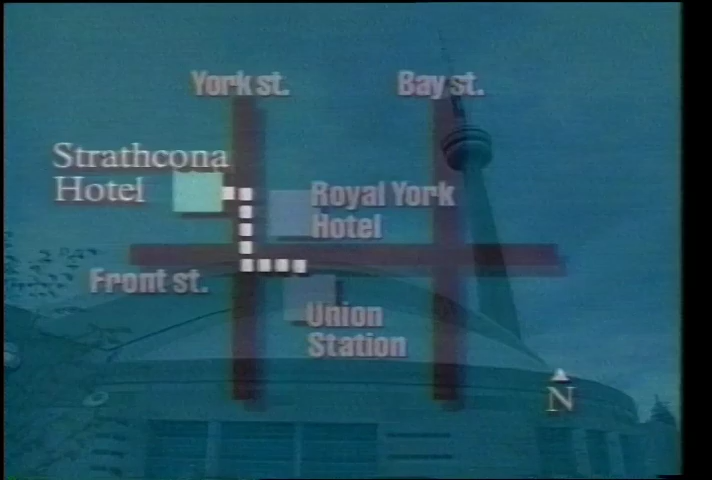 York st.
Bay st.
Strathcona
Hotel
Royal York
Hotel
Front st.
Union
Station
N